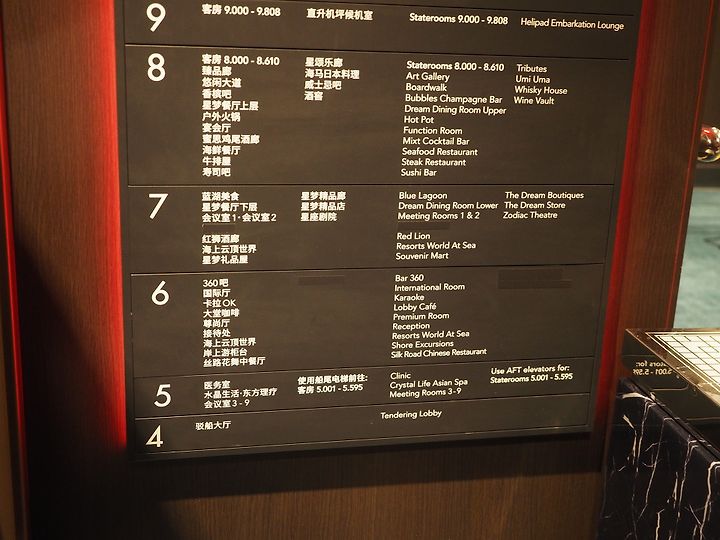 9
客房 9.000 - 9.808
直升机坪候机室
Staterooms 9.000 - 9.808
Helipad Embarkation Lounge
8
客房 8.000 - 8.610
臻品廊
悠闲大道
香槟吧
星梦餐厅上层
户外火锅
宴会厅
蜜思鸡尾酒廊
海鲜餐厅
牛排屋
寿司吧
星颂乐廊
海马日本料理
威士忌吧
酒窖
Staterooms 8.000 - 8.610
Art Gallery
Boardwalk
Bubbles Champagne Bar
Dream Dining Room Upper
Hot Pot
Function Room
Mixt Cocktail Bar
Seafood Restaurant
Steak Restaurant
Sushi Bar
Tributes
Umi Uma
Whisky House
Wine Vault
7
蓝湖美食
星梦餐厅下层
会议室 1 · 会议室 2
红狮酒廊
海上云顶世界
星梦礼品屋
星梦精品廊
星梦精品店
星座剧院
Blue Lagoon
Dream Dining Room Lower
Meeting Rooms 1 & 2
Red Lion
Resorts World At Sea
Souvenir Mart
The Dream Boutiques
The Dream Store
Zodiac Theatre
6
360 吧
国际厅
卡拉 OK
大堂咖啡
尊尚厅
接待处
海上云顶世界
岸上游柜台
丝路花舞中餐厅
Bar 360
International Room
Karaoke
Lobby Café
Premium Room
Reception
Resorts World At Sea
Shore Excursions
Silk Road Chinese Restaurant
5
医务室
水晶生活·东方理疗
会议室 3 - 9
使用船尾电梯前往:
客房 5.001 - 5.595
Clinic
Crystal Life Asian Spa
Meeting Rooms 3-9
Use AFT elevators for:
Staterooms 5.001 - 5.595
4
驳船大厅
Tendering Lobby